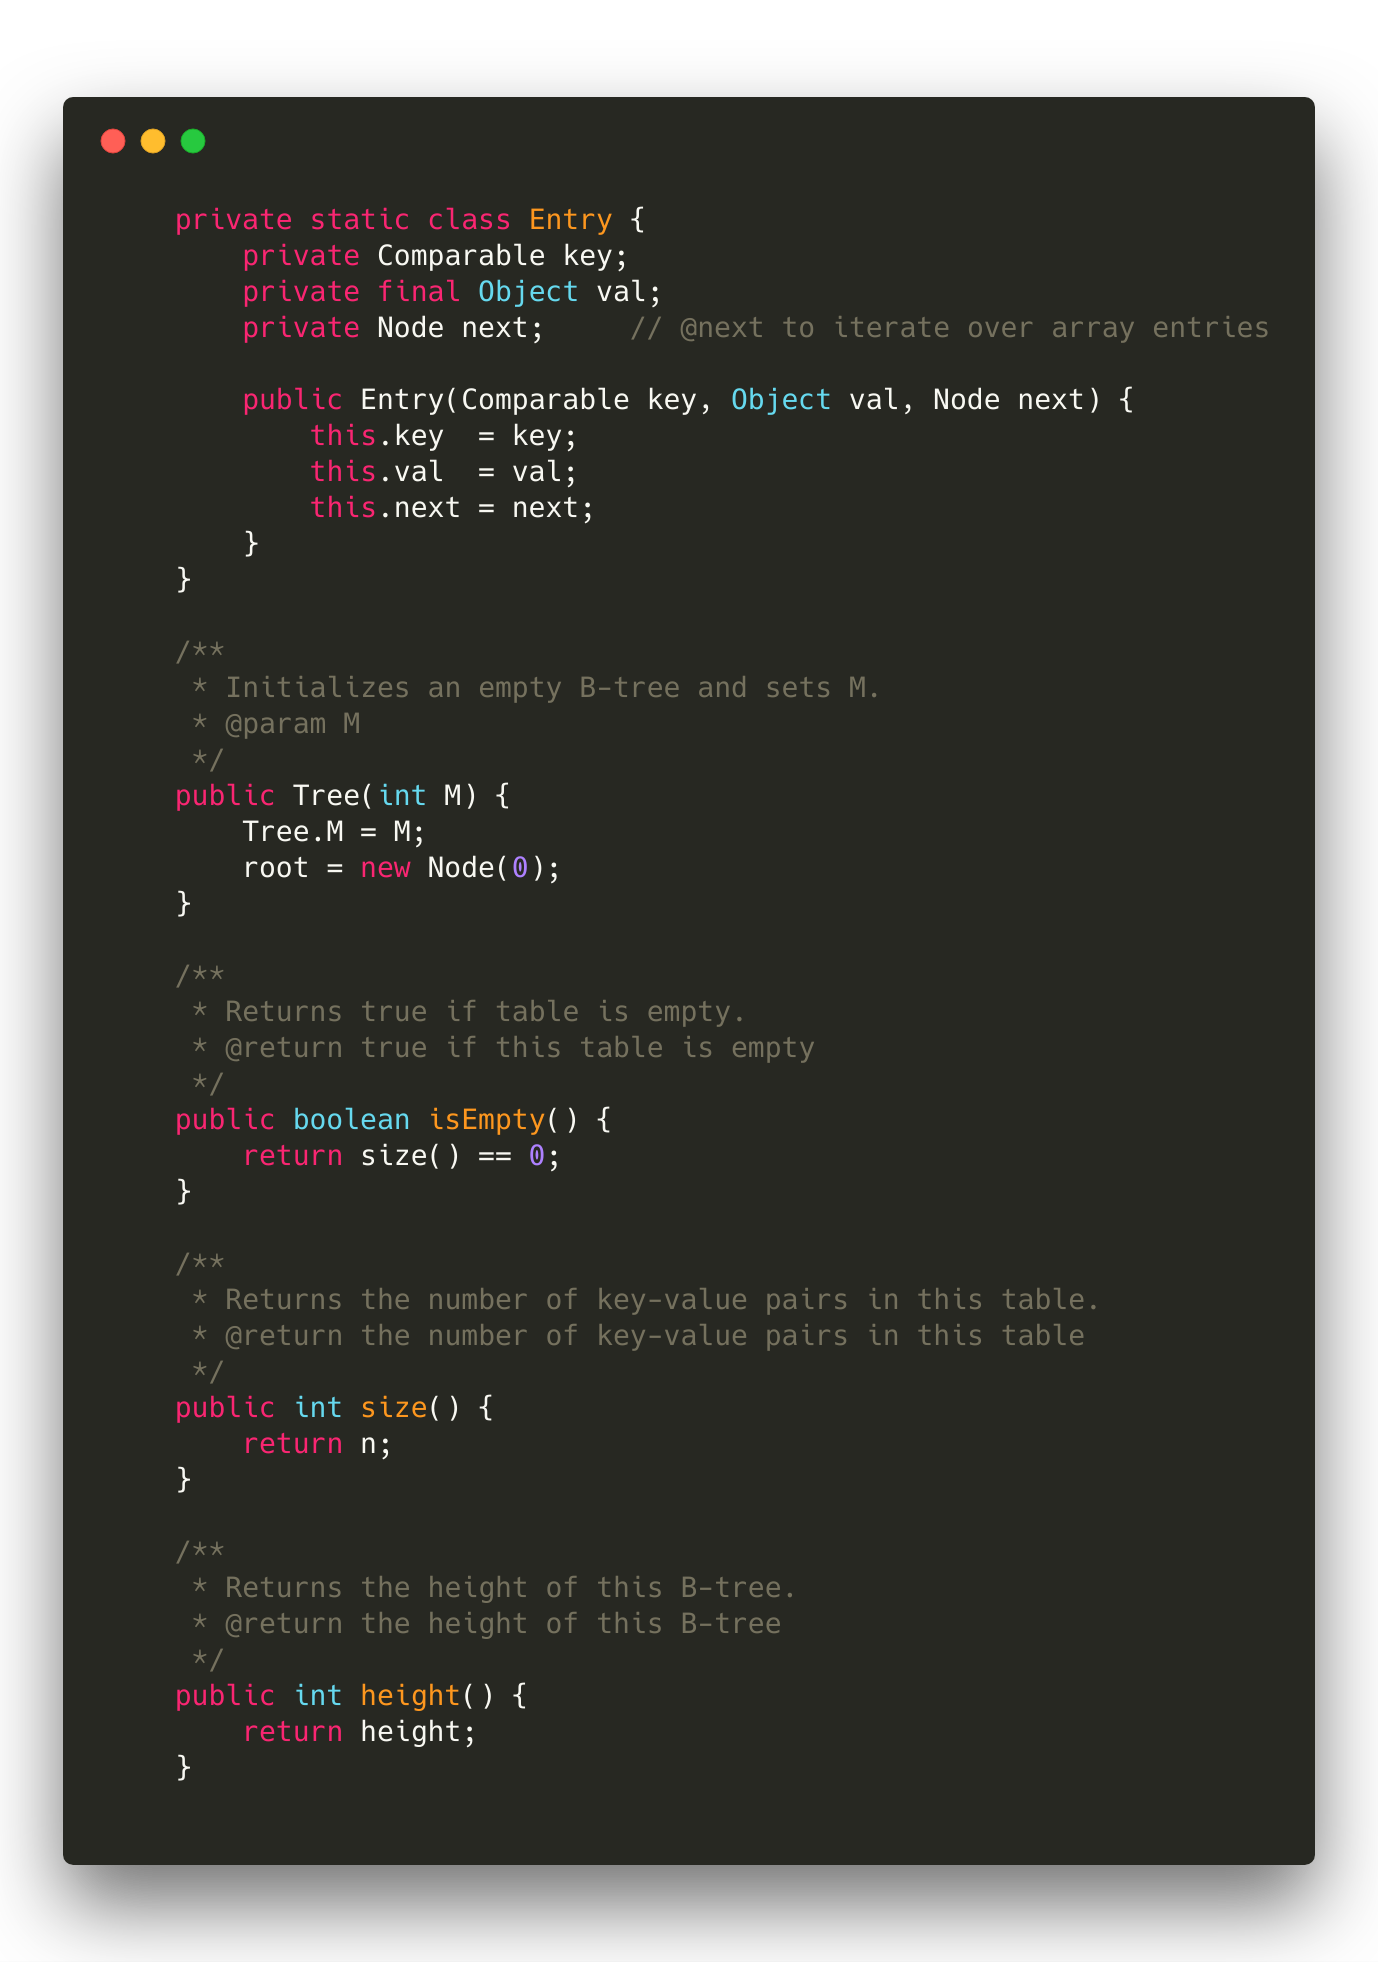 private static class Entry {
    private Comparable key;
    private final Object val;
    private Node next;     // @next to iterate over array entries

    public Entry(Comparable key, Object val, Node next) {
        this.key  = key;
        this.val  = val;
        this.next = next;
    }
}

/**
 * Initializes an empty B-tree and sets M.
 * @param M
 */
public Tree(int M) {
    Tree.M = M;
    root = new Node(0);
}

/**
 * Returns true if table is empty.
 * @return true if this table is empty
 */
public boolean isEmpty() {
    return size() == 0;
}

/**
 * Returns the number of key-value pairs in this table.
 * @return the number of key-value pairs in this table
 */
public int size() {
    return n;
}

/**
 * Returns the height of this B-tree.
 * @return the height of this B-tree
 */
public int height() {
    return height;
}